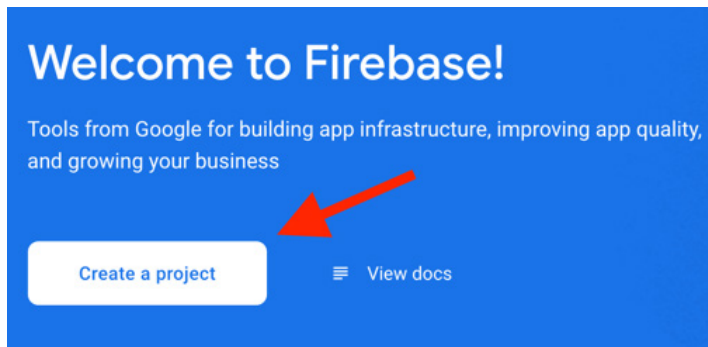 Welcome to Firebase!
Tools from Google for building app infrastructure, improving app quality,
and growing your business
Create a project
View docs